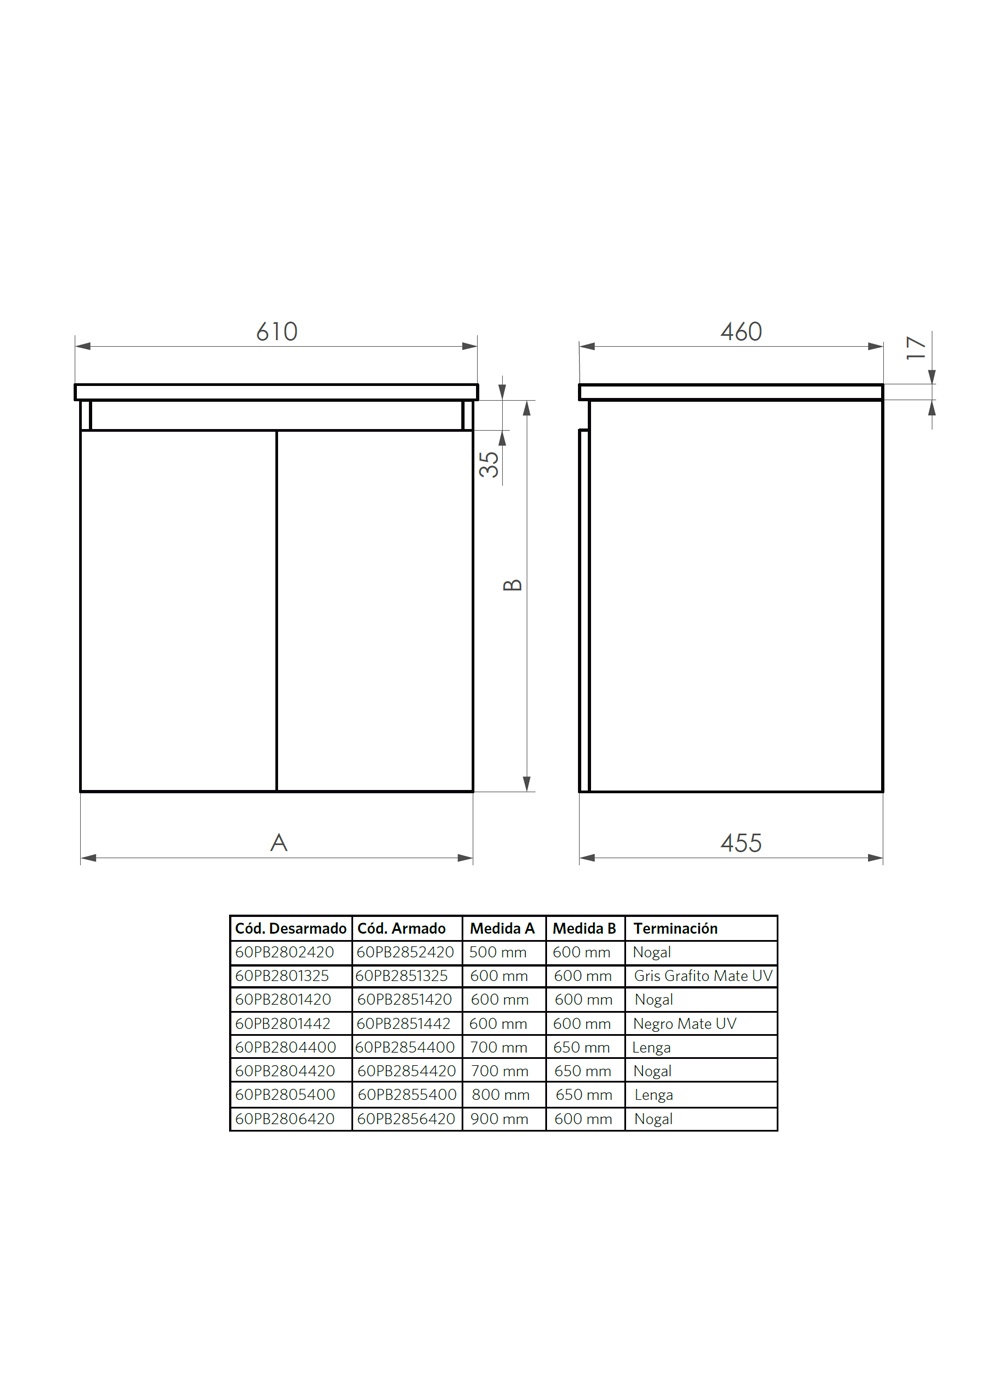 610
460
17
35
B
A
455
Cód. Desarmado Cód. Armado Medida A Medida B Terminación
60PB2802420 60PB2852420 500 mm 600 mm Nogal
60PB2801325 60PB2851325 600 mm 600 mm Gris Grafito Mate UV
60PB2801420 60PB2851420 600 mm 600 mm Nogal
60PB2801442 60PB2851442 600 mm 600 mm Negro Mate UV
60PB2804400 60PB2854400 700 mm 650 mm Lenga
60PB2804420 60PB2854420 700 mm 650 mm Nogal
60PB2805400 60PB2855400 800 mm 650 mm Lenga
60PB2806420 60PB2856420 900 mm 600 mm Nogal